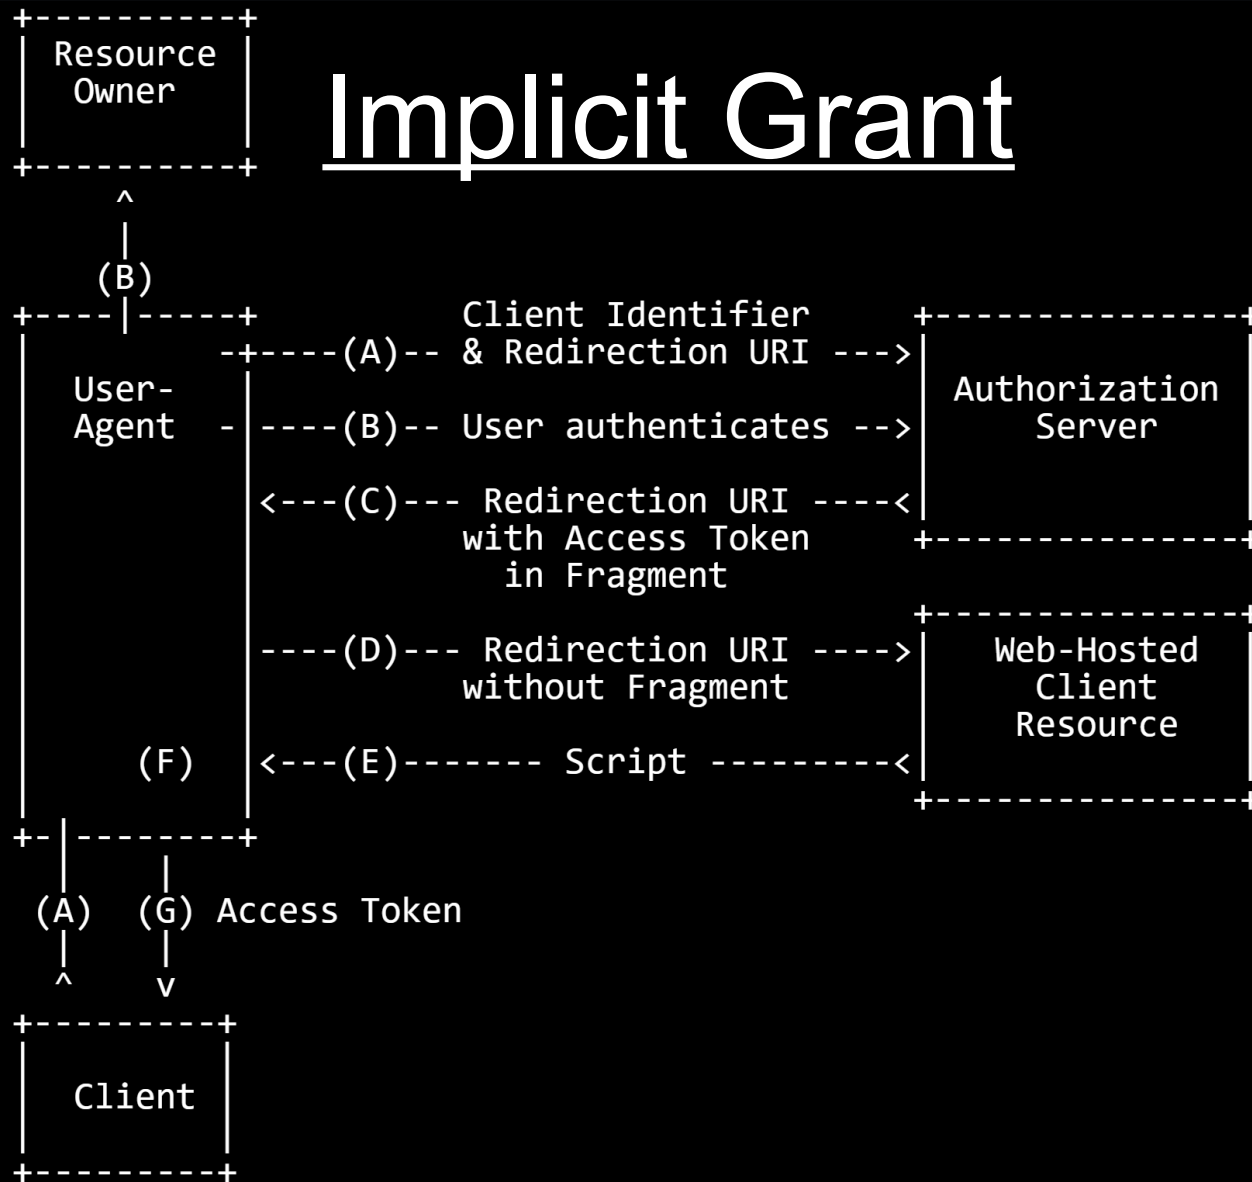 Implicit Grant
Resource
Owner
(B)
Client Identifier
(A) & Redirection URI
User-
Agent
(B) User authenticates
Authorization
Server
(C) Redirection URI
with Access Token
in Fragment
(D) Redirection URI
without Fragment
Web-Hosted
Client
Resource
(F)
(E) Script
(A) (G) Access Token
Client